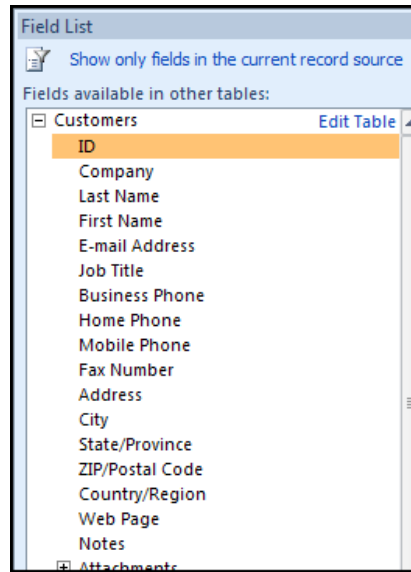 Field List
Show only fields in the current record source
Fields available in other tables:
Customers Edit Table
ID
Company
Last Name
First Name
E-mail Address
Job Title
Business Phone
Home Phone
Mobile Phone
Fax Number
Address
City
State/Province
ZIP/Postal Code
Country/Region
Web Page
Notes
Attachments